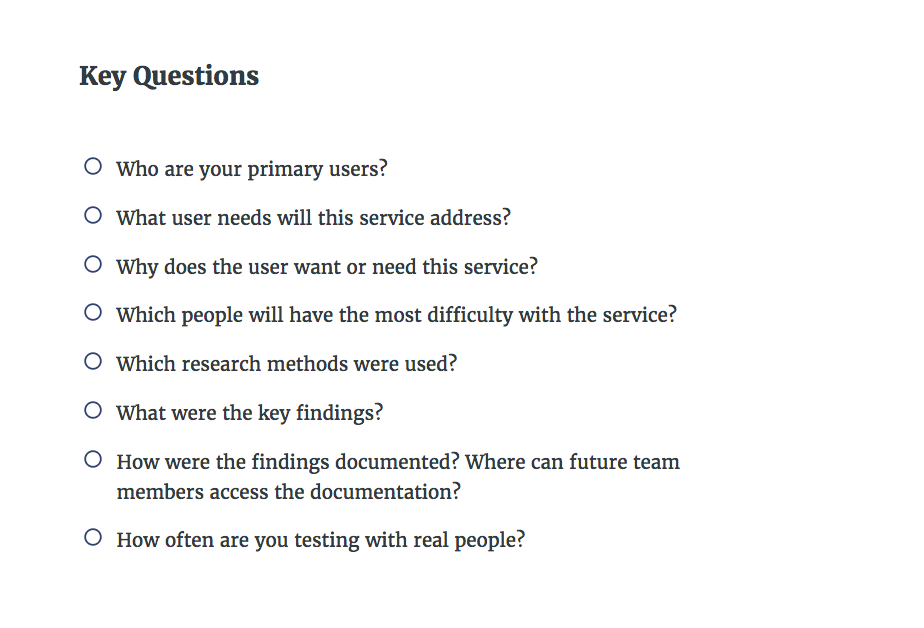 Key Questions
Who are your primary users?
What user needs will this service address?
Why does the user want or need this service?
Which people will have the most difficulty with the service?
Which research methods were used?
What were the key findings?
How were the findings documented? Where can future team
members access the documentation?
How often are you testing with real people?